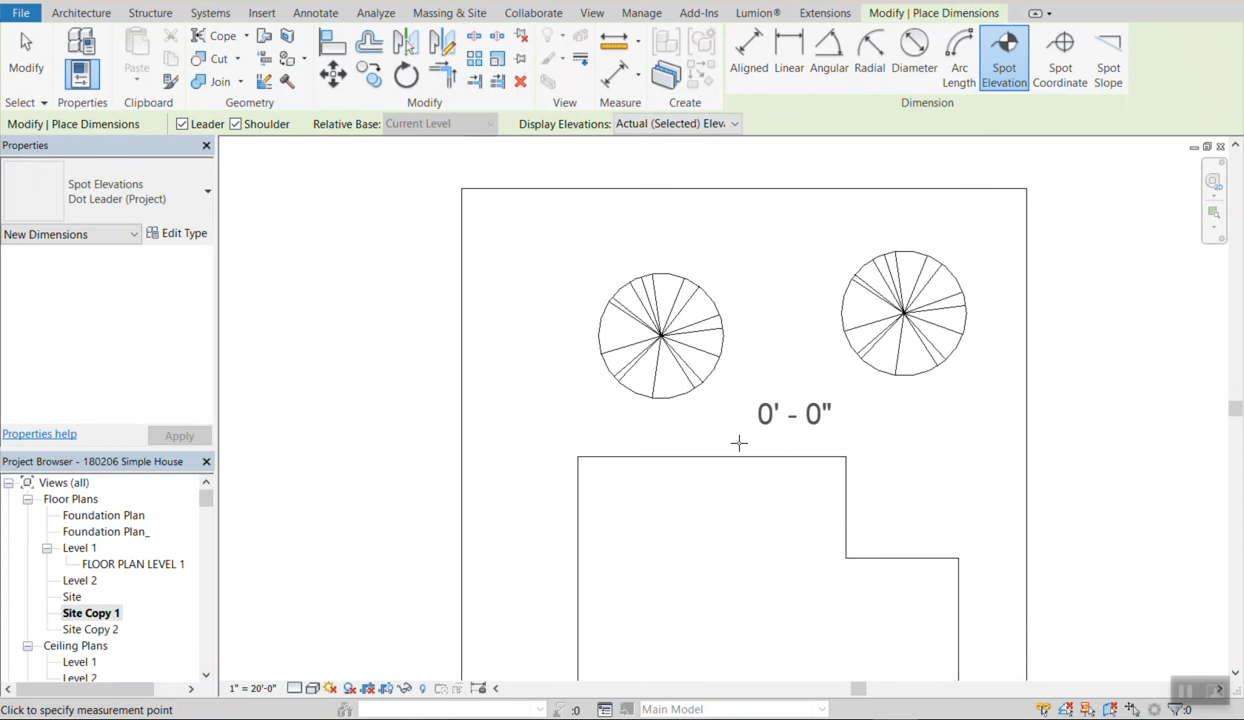 File Architecture Structure Systems Insert Annotate Analyze Massing & Site Collaborate View Manage Add-Ins Lumion® Extensions Modify | Place Dimensions
Modify Paste Cope Cut Join Aligned Linear Angular Radial Diameter Arc Length Spot Elevation Spot Coordinate Spot Slope
Select Properties Clipboard Geometry Modify View Measure Create Dimension
Modify | Place Dimensions Leader Shoulder Relative Base: Current Level Display Elevations: Actual (Selected) Elev
Properties
Spot Elevations
Dot Leader (Project)
New Dimensions Edit Type
Properties help Apply
0' - 0"
Project Browser - 180206 Simple House
Views (all)
Floor Plans
Foundation Plan
Foundation Plan_
Level 1
FLOOR PLAN LEVEL 1
Level 2
Site
Site Copy 1
Site Copy 2
Ceiling Plans
Level 1
Level 2
1" = 20'-0"
Click to specify measurement point :0 Main Model :0